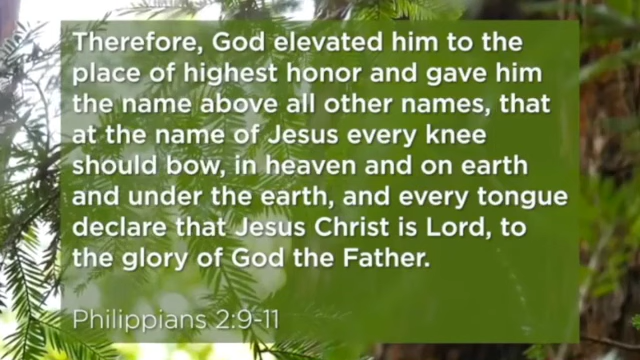 Therefore, God elevated him to the
place of highest honor and gave him
the name above all other names, that
at the name of Jesus every knee
should bow, in heaven and on earth
and under the earth, and every tongue
declare that Jesus Christ is Lord, to
the glory of God the Father.
Philippians 2:9-11